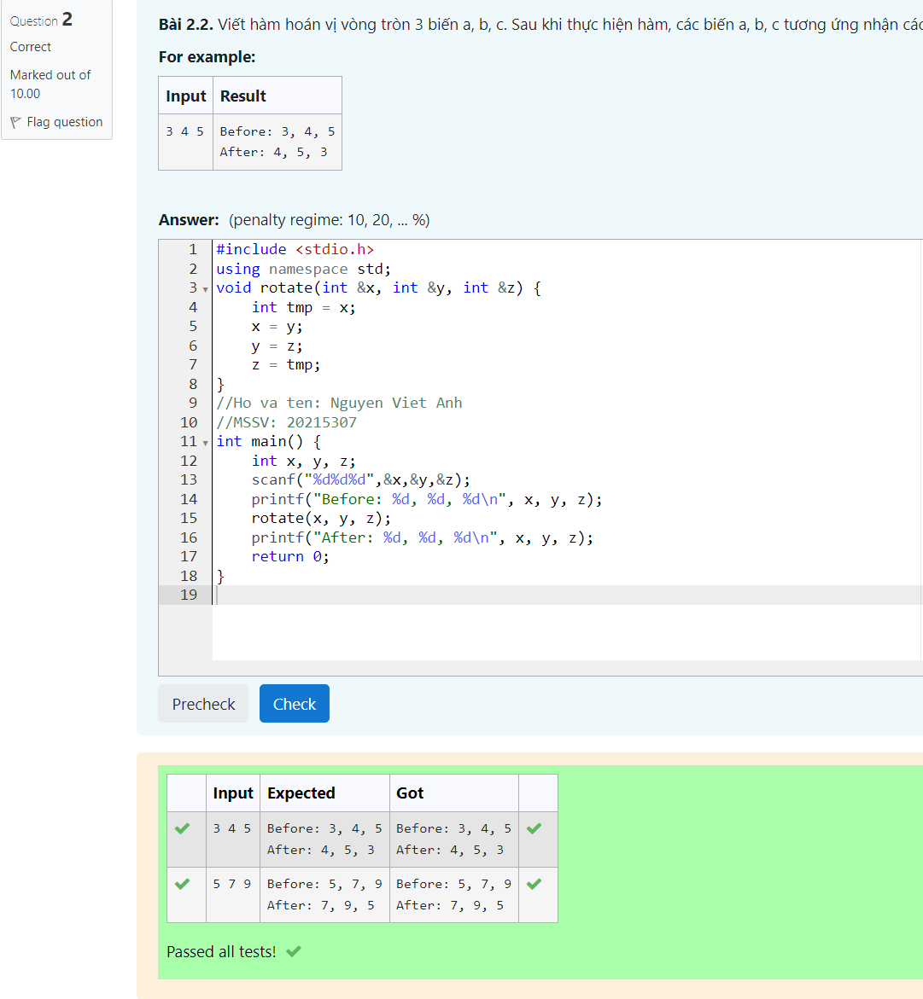 Question 2
Correct
Marked out of
10.00
Flag question
Bài 2.2. Viết hàm hoán vị vòng tròn 3 biến a, b, c. Sau khi thực hiện hàm, các biến a, b, c tương ứng nhận
For example:
Input Result
3 4 5 Before: 3, 4, 5
After: 4, 5, 3
Answer: (penalty regime: 10, 20, ... %)
1 #include <stdio.h>
2 using namespace std;
3 void rotate(int &x, int &y, int &z) {
4 int tmp = x;
5 x = y;
6 y = z;
7 z = tmp;
8 }
9 //Ho va ten: Nguyen Viet Anh
10 //MSSV: 20215307
11 int main() {
12 int x, y, z;
13 scanf("%d%d%d",&x,&y,&z);
14 printf("Before: %d, %d, %d\n", x, y, z);
15 rotate(x, y, z);
16 printf("After: %d, %d, %d\n", x, y, z);
17 return 0;
18 }
19
Precheck Check
Input Expected Got
3 4 5 Before: 3, 4, 5 Before: 3, 4, 5
After: 4, 5, 3 After: 4, 5, 3
5 7 9 Before: 5, 7, 9 Before: 5, 7, 9
After: 7, 9, 5 After: 7, 9, 5
Passed all tests!